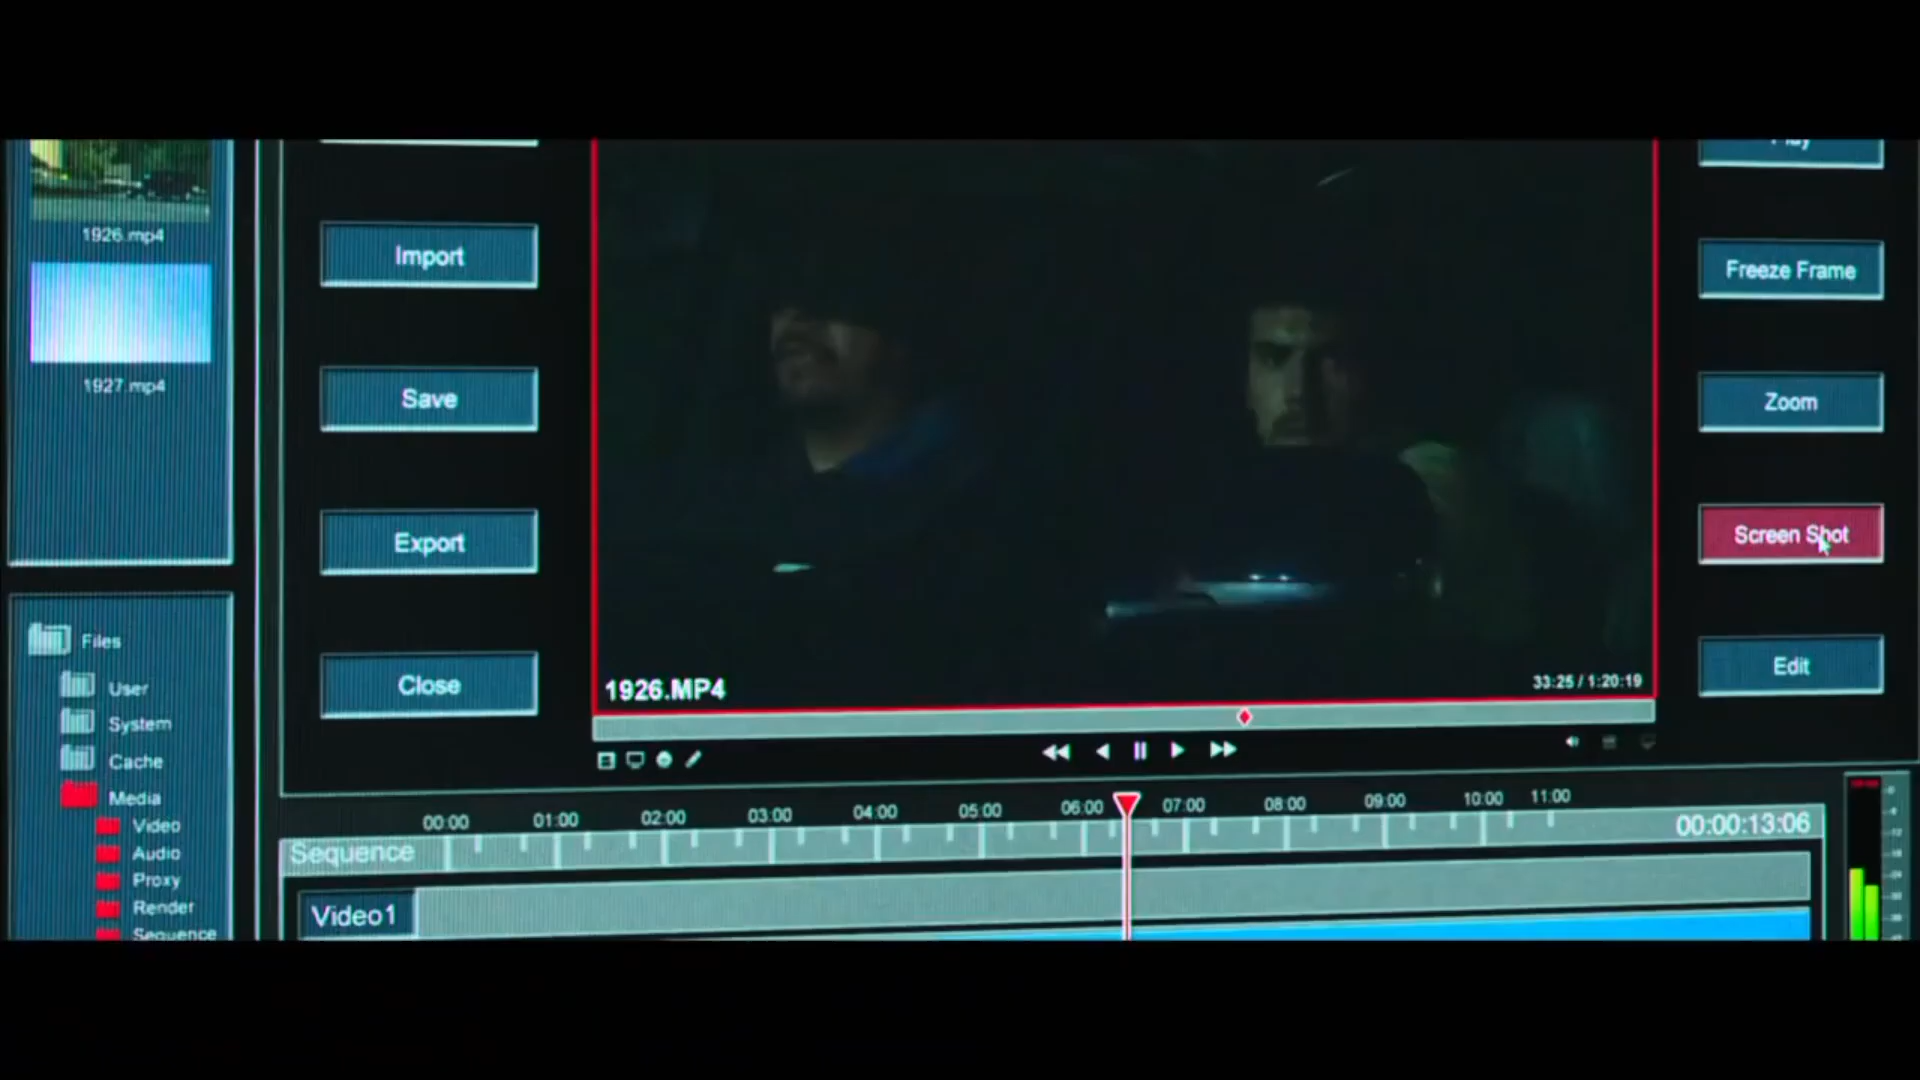 1926.mp4
1927.mp4
Files
User
System
Cache
Media
Video
Audio
Proxy
Render
Sequence
Import
Save
Export
Close
1926.MP4
33:25 / 1:20:19
Play
Freeze Frame
Zoom
Screen Shot
Edit
00:00 01:00 02:00 03:00 04:00 05:00 06:00 07:00 08:00 09:00 10:00 11:00
Sequence
00:00:13:06
Video1